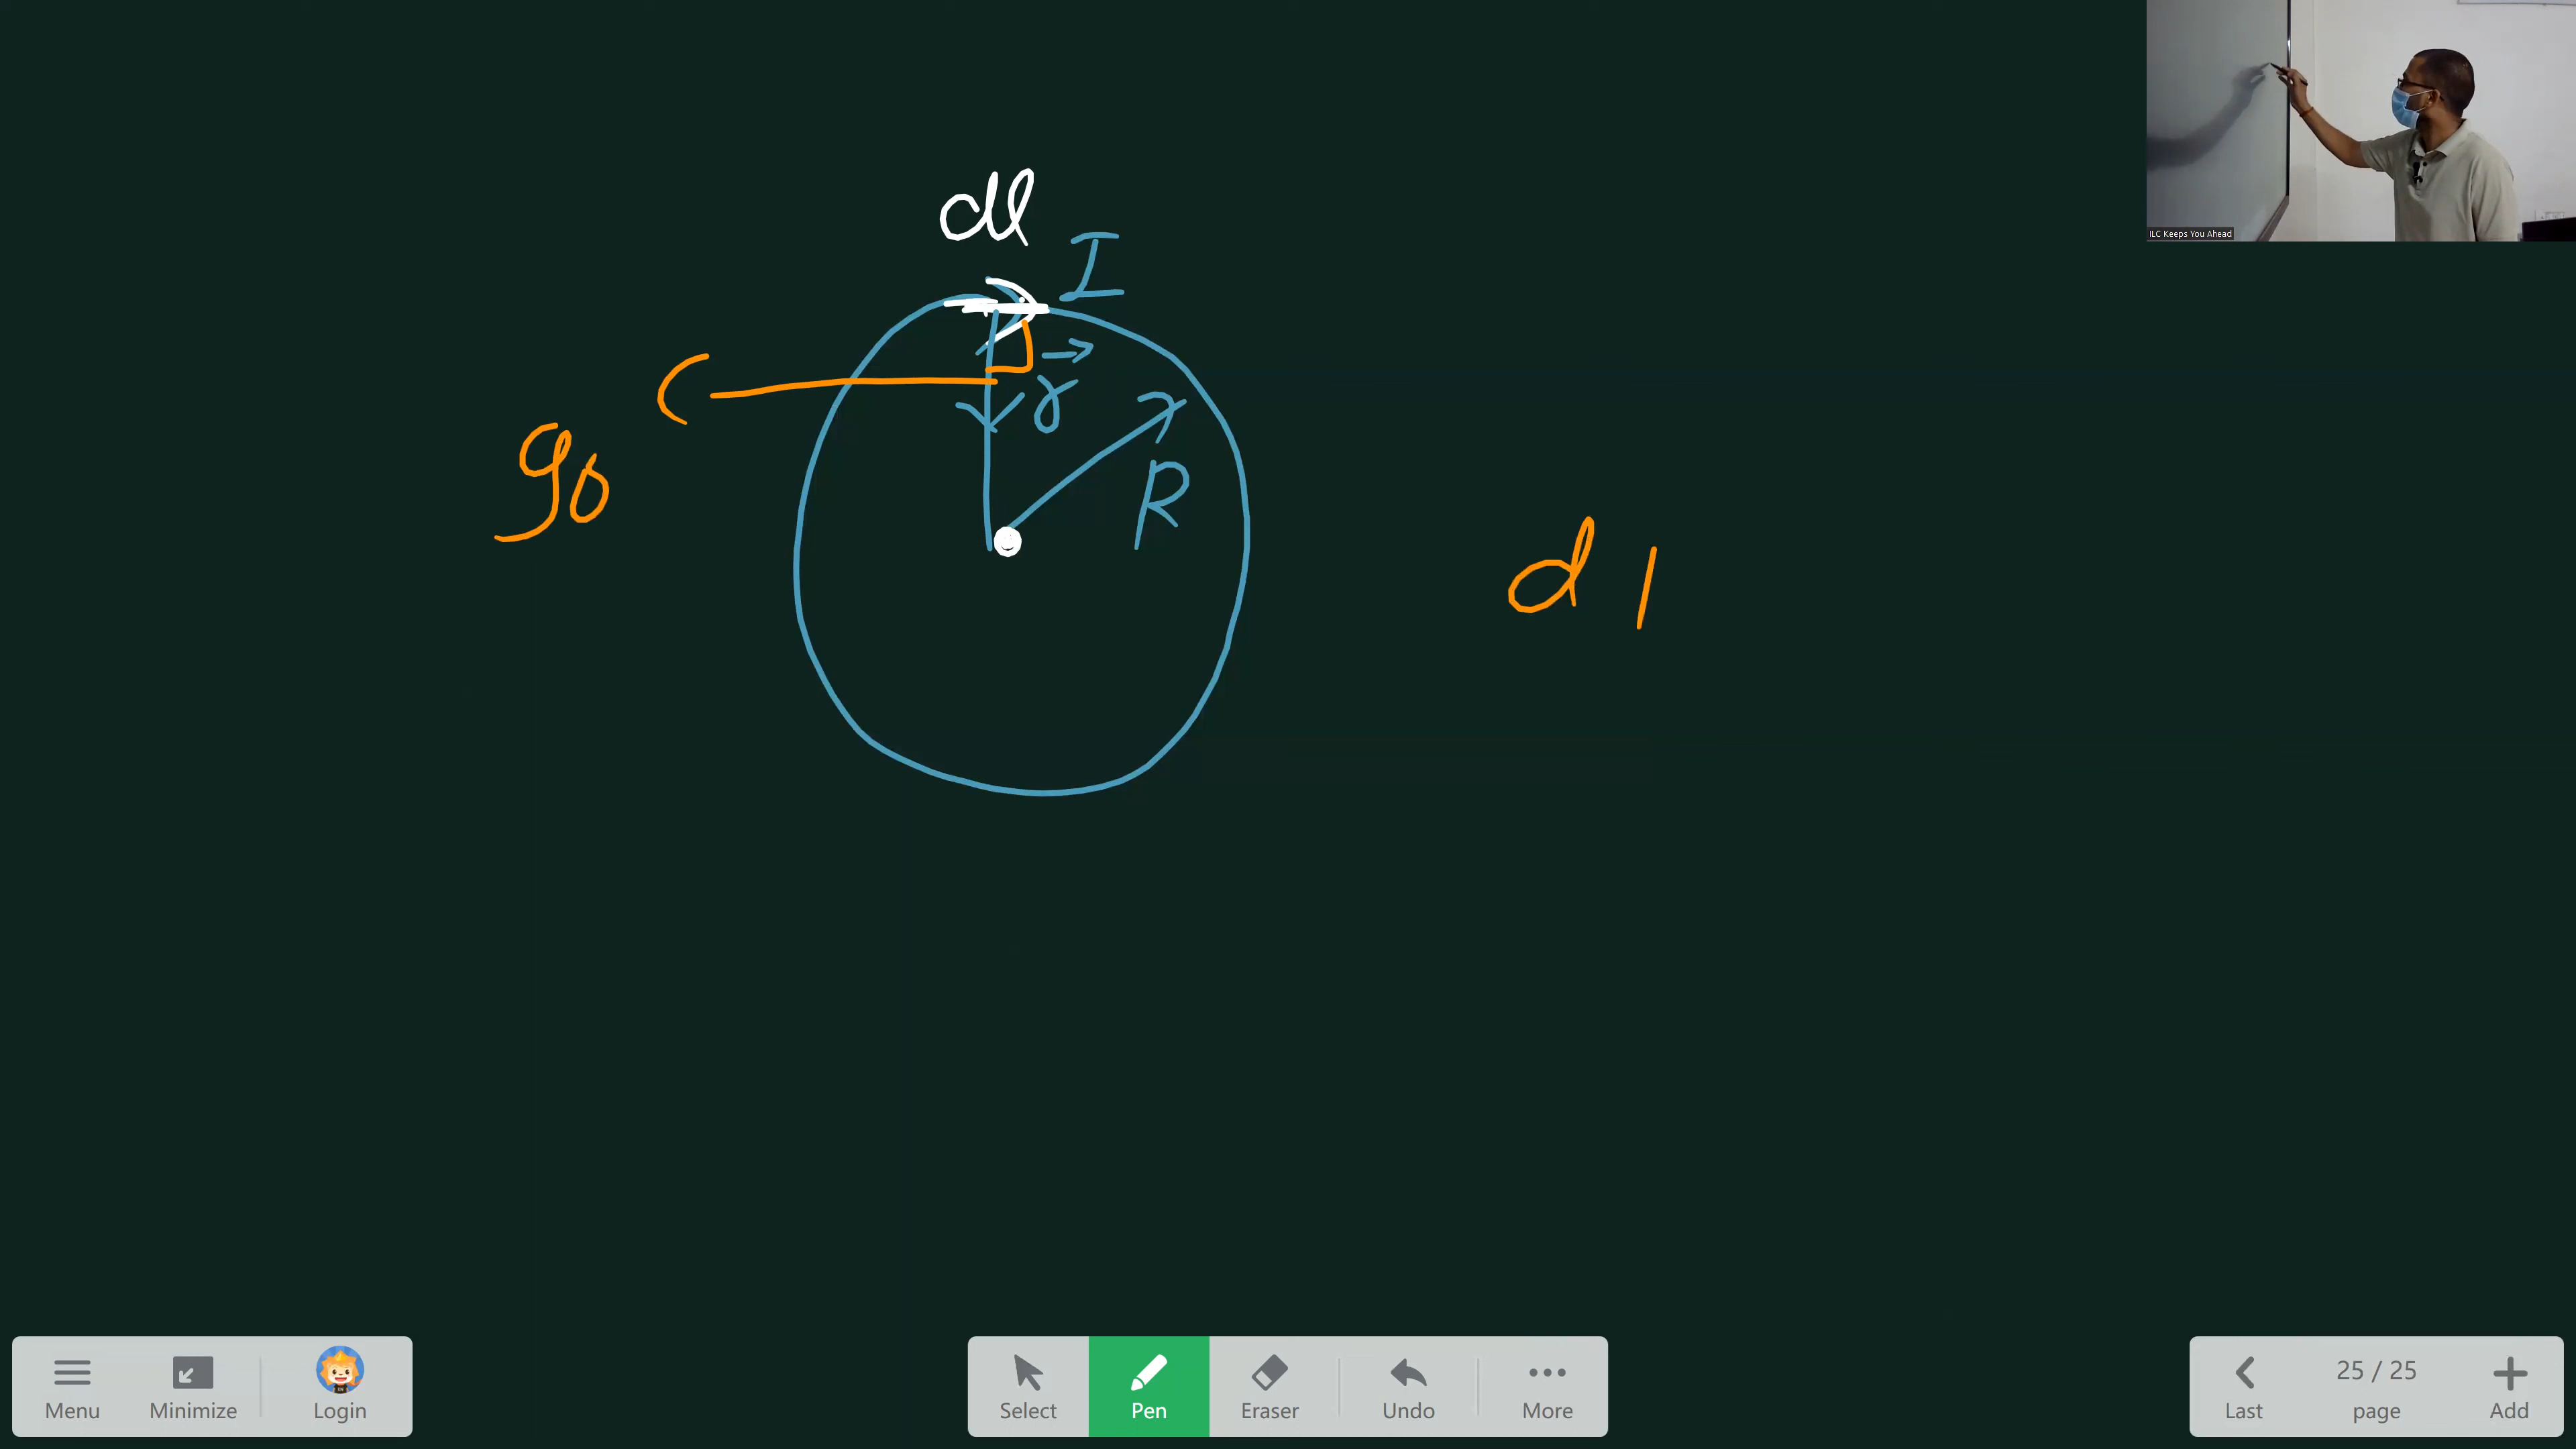 ILC Keeps You Ahead
dl
I
r
R
90
d l
Menu
Minimize
Login
Select
Pen
Eraser
Undo
More
Last
25 / 25
page
Add